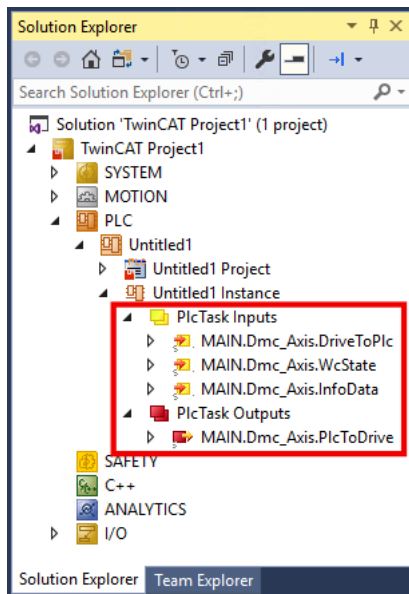 Solution Explorer
Search Solution Explorer (Ctrl+;)
Solution 'TwinCAT Project1' (1 project)
TwinCAT Project1
SYSTEM
MOTION
PLC
Untitled1
Untitled1 Project
Untitled1 Instance
PlcTask Inputs
MAIN.Dmc_Axis.DriveToPlc
MAIN.Dmc_Axis.WcState
MAIN.Dmc_Axis.InfoData
PlcTask Outputs
MAIN.Dmc_Axis.PlcToDrive
SAFETY
C++
ANALYTICS
I/O
Solution Explorer Team Explorer